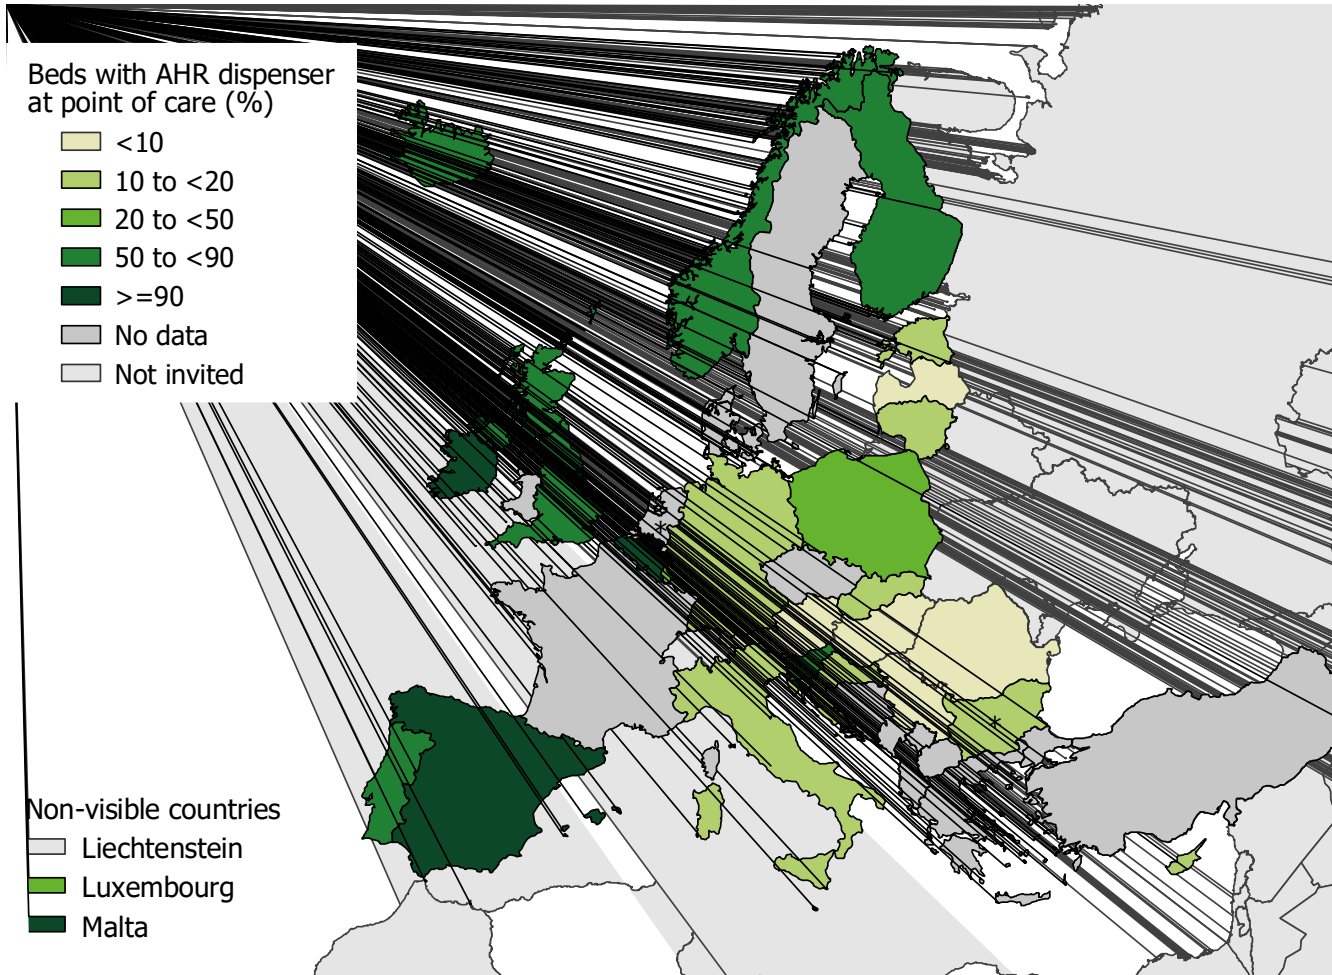 Beds with AHR dispenser
at point of care (%)
<10
10 to <20
20 to <50
50 to <90
>=90
No data
Not invited
*
*
Non-visible countries
Liechtenstein
Luxembourg
Malta